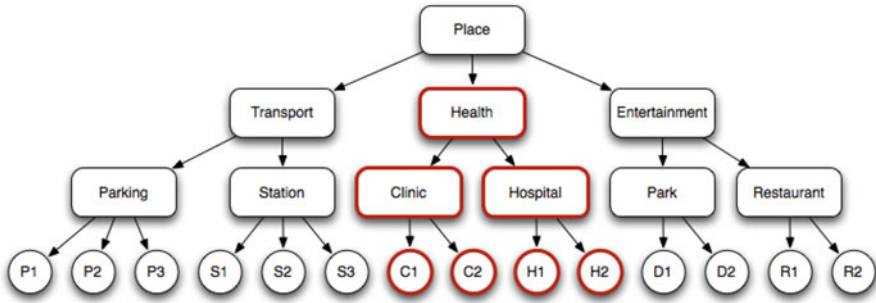 Place
Transport
Health
Entertainment
Parking
Station
Clinic
Hospital
Park
Restaurant
P1
P2
P3
S1
S2
S3
C1
C2
H1
H2
D1
D2
R1
R2